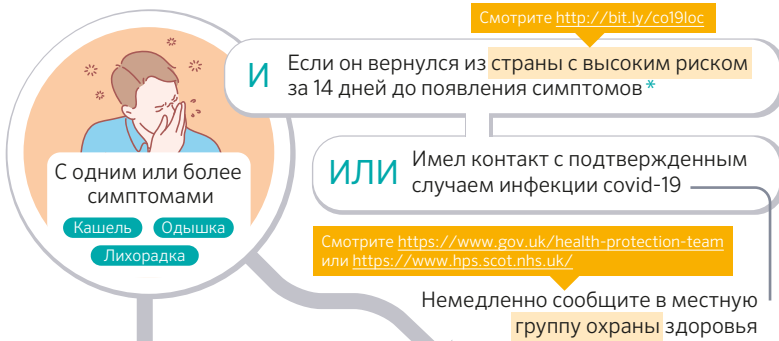 Смотрите http://bit.ly/co19loc
И
Если он вернулся из страны с высоким риском
за 14 дней до появления симптомов *
ИЛИ
Имел контакт с подтвержденным
случаем инфекции covid-19
С одним или более
симптомами
Кашель
Одышка
Лихорадка
Смотрите https://www.gov.uk/health-protection-team
или https://www.hps.scot.nhs.uk/
Немедленно сообщите в местную
группу охраны здоровья